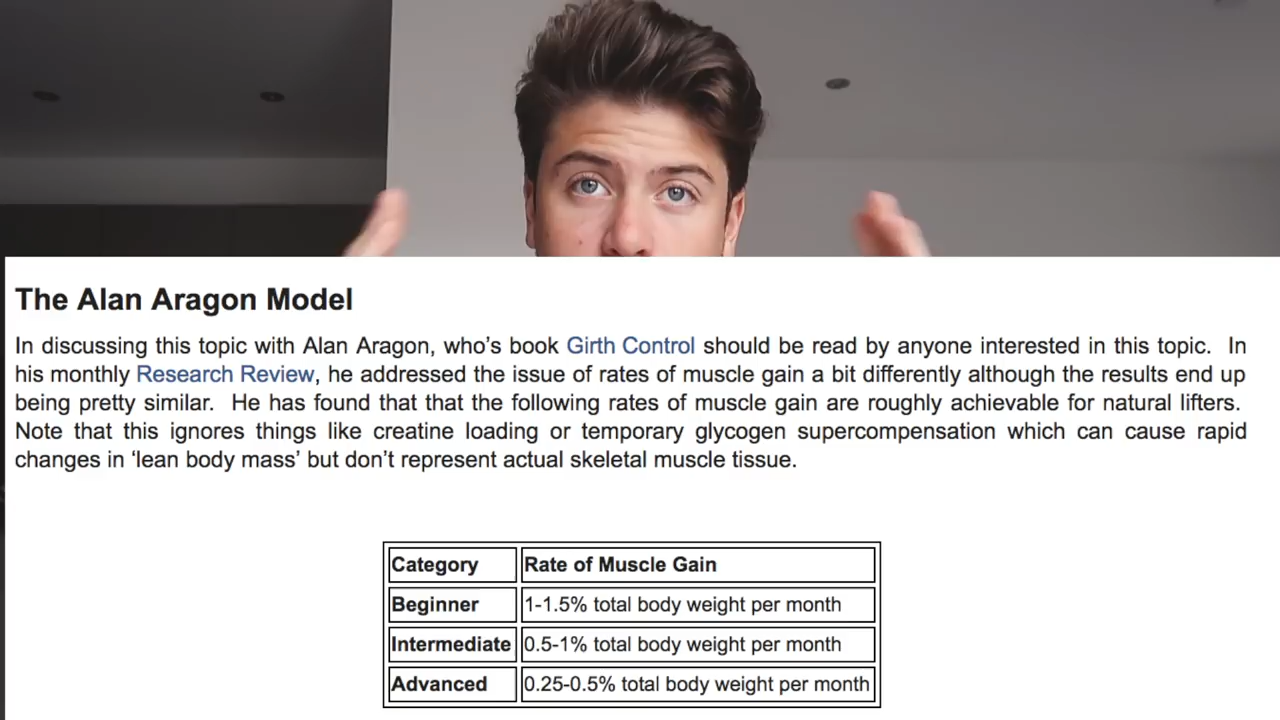 The Alan Aragon Model
In discussing this topic with Alan Aragon, who's book Girth Control should be read by anyone interested in this topic. In
his monthly Research Review, he addressed the issue of rates of muscle gain a bit differently although the results end up
being pretty similar. He has found that that the following rates of muscle gain are roughly achievable for natural lifters.
Note that this ignores things like creatine loading or temporary glycogen supercompensation which can cause rapid
changes in 'lean body mass' but don't represent actual skeletal muscle tissue.
Category Rate of Muscle Gain
Beginner 1-1.5% total body weight per month
Intermediate 0.5-1% total body weight per month
Advanced 0.25-0.5% total body weight per month